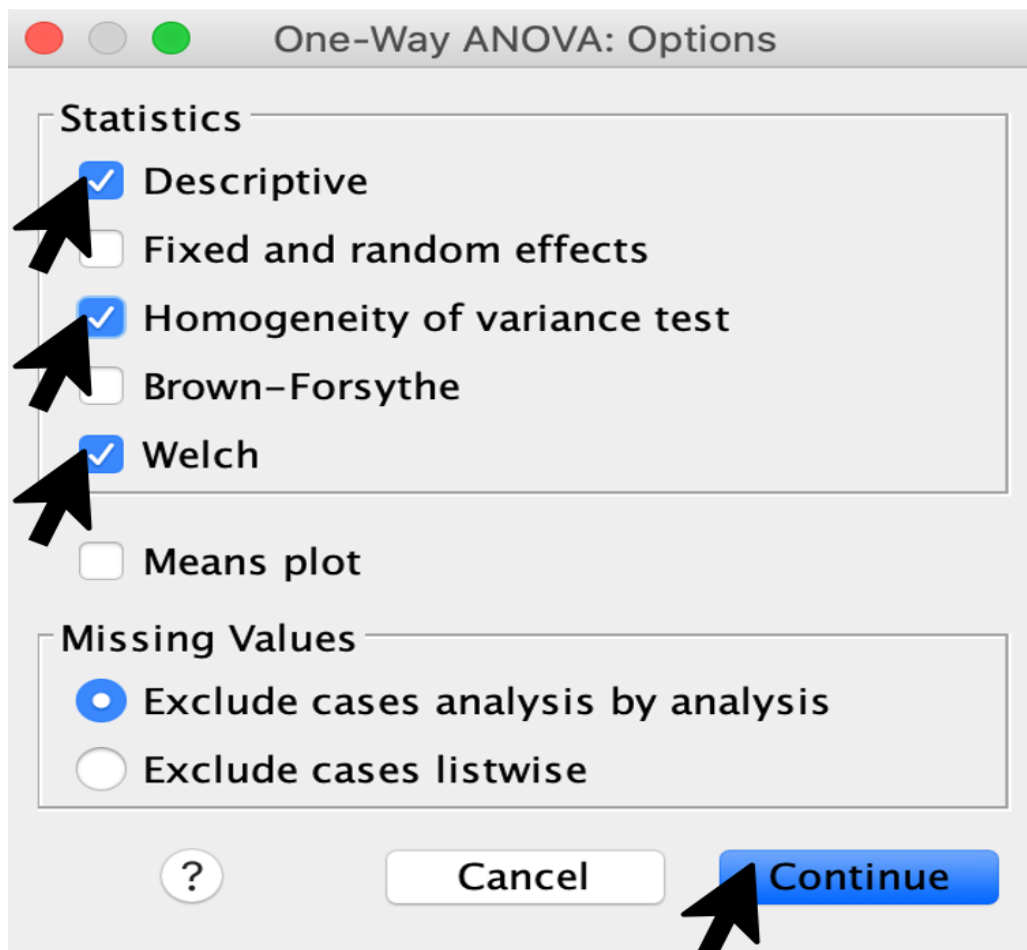 One-Way ANOVA: Options
Statistics
Descriptive
Fixed and random effects
Homogeneity of variance test
Brown-Forsythe
Welch
Means plot
Missing Values
Exclude cases analysis by analysis
Exclude cases listwise
? Cancel Continue